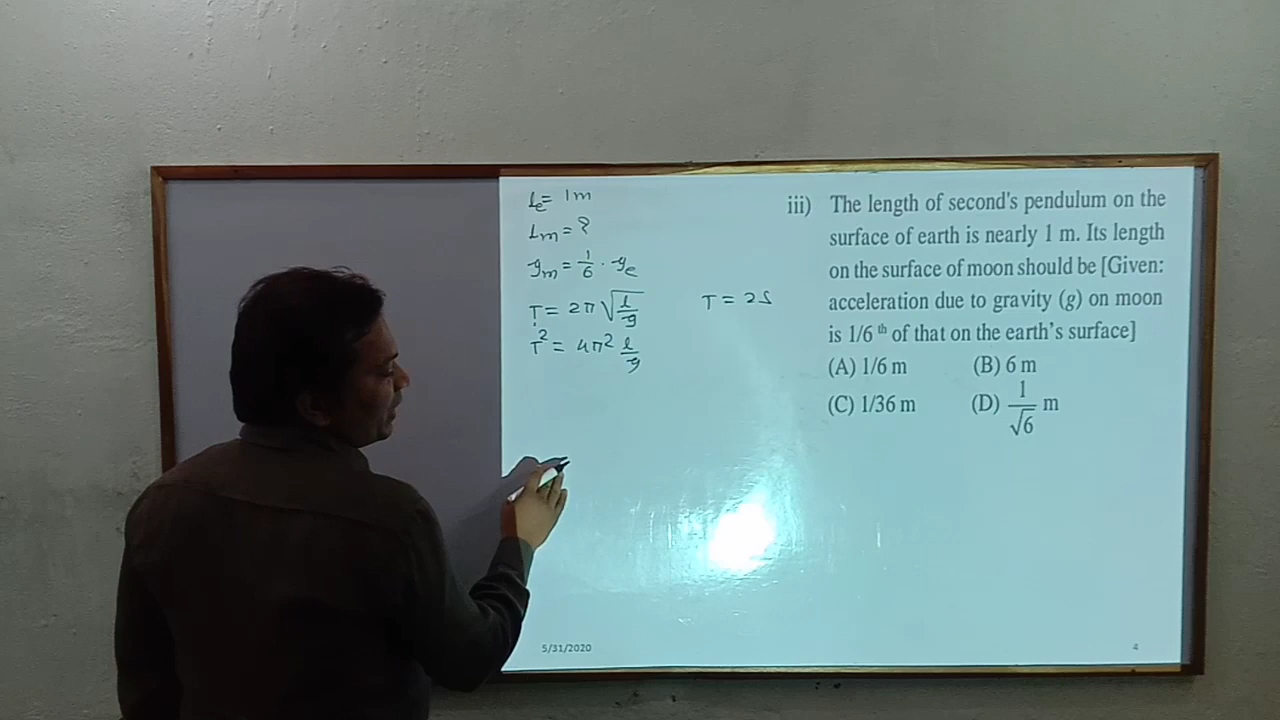 Le = 1m
Lm = ?
gm = 1/6 · ge
T = 2π √(l/g)
T = 2s
T² = 4π² l/g
iii) The length of second's pendulum on the
surface of earth is nearly 1 m. Its length
on the surface of moon should be [Given:
acceleration due to gravity (g) on moon
is 1/6 th of that on the earth's surface]
(A) 1/6 m (B) 6 m
(C) 1/36 m (D) 1/√6 m
5/31/2020
4